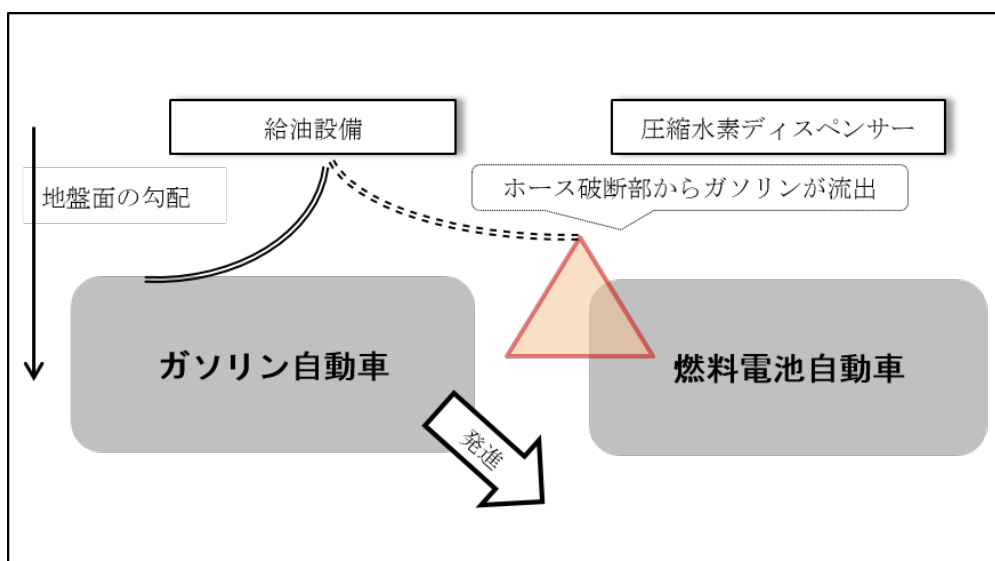 給油設備
圧縮水素ディスペンサー
地盤面の勾配
ホース破断部からガソリンが流出
ガソリン自動車
燃料電池自動車
発進